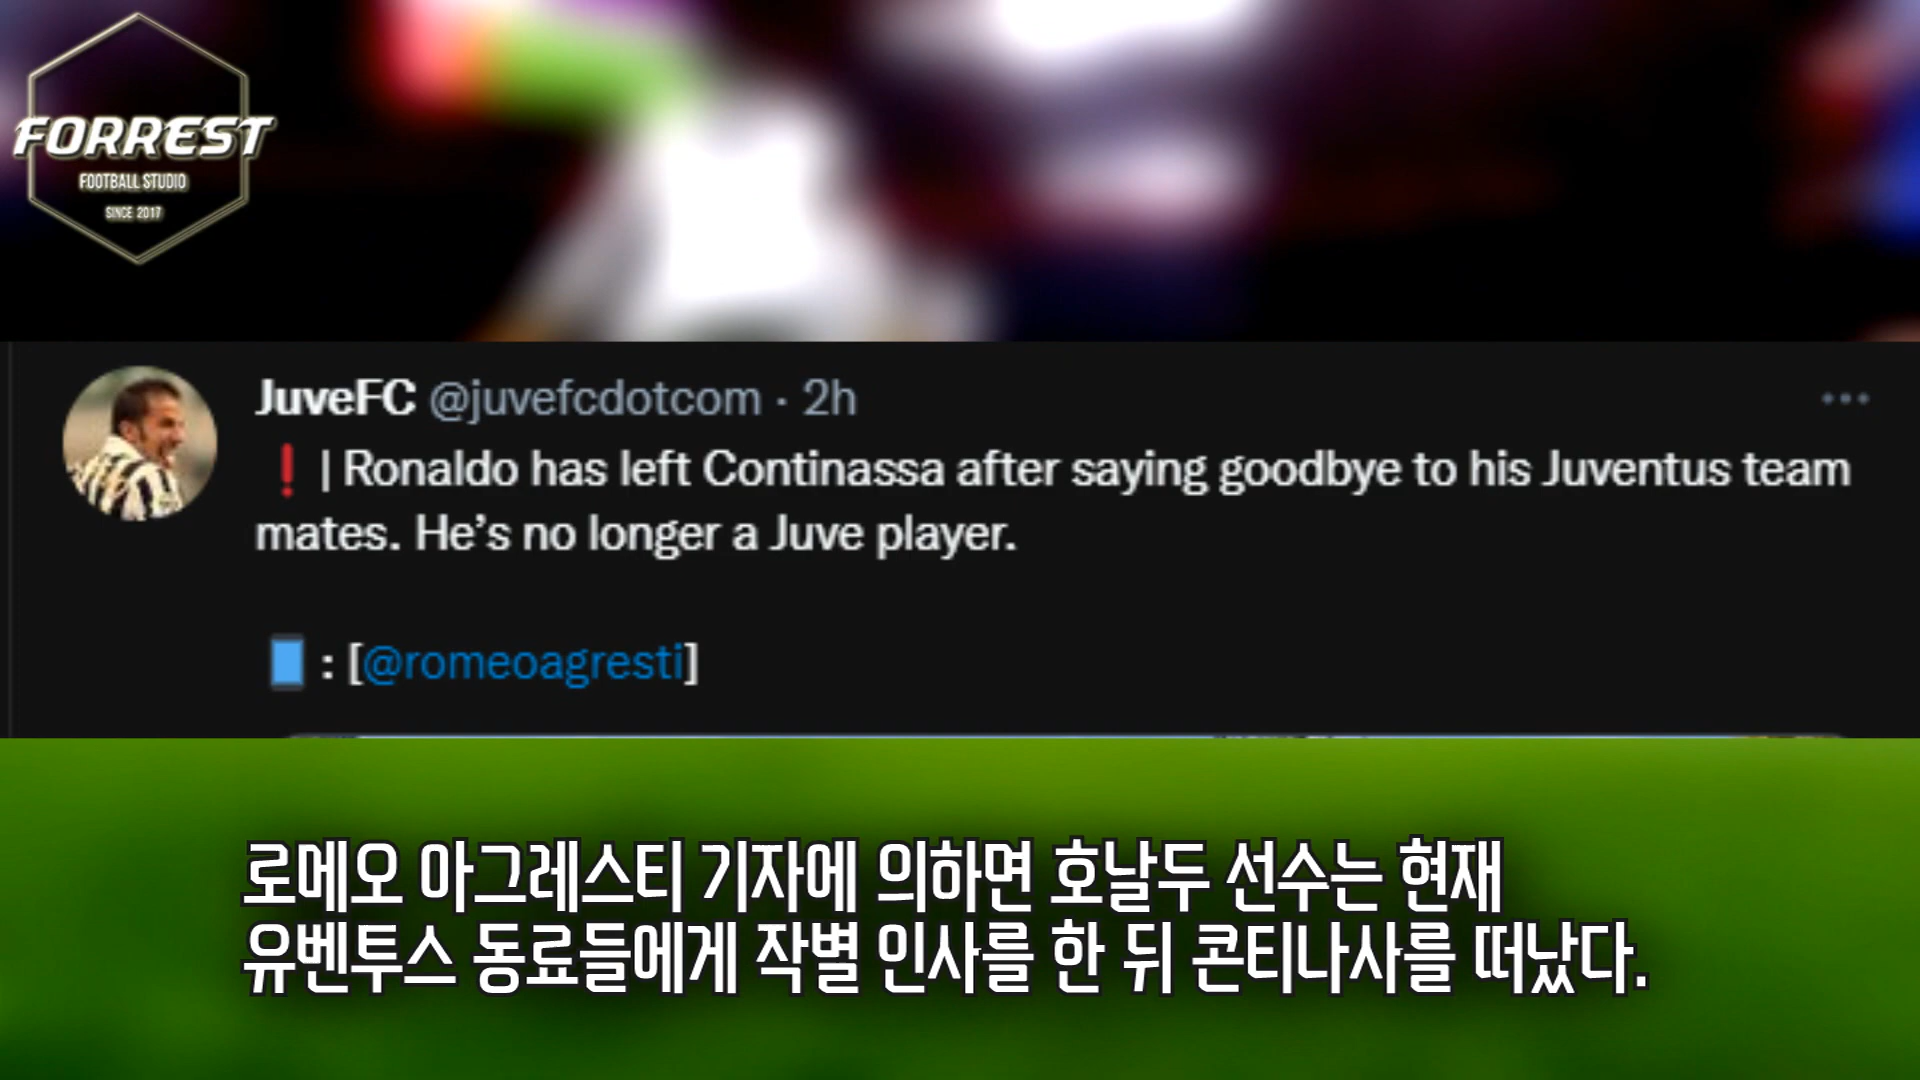 FORREST
FOOTBALL STUDIO
SINCE 2017
JuveFC @juvefcdotcom · 2h
❗ | Ronaldo has left Continassa after saying goodbye to his Juventus team
mates. He’s no longer a Juve player.
: [@romeoagresti]
로메오 아그레스티 기자에 의하면 호날두 선수는 현재
유벤투스 동료들에게 작별 인사를 한 뒤 콘티나사를 떠났다.